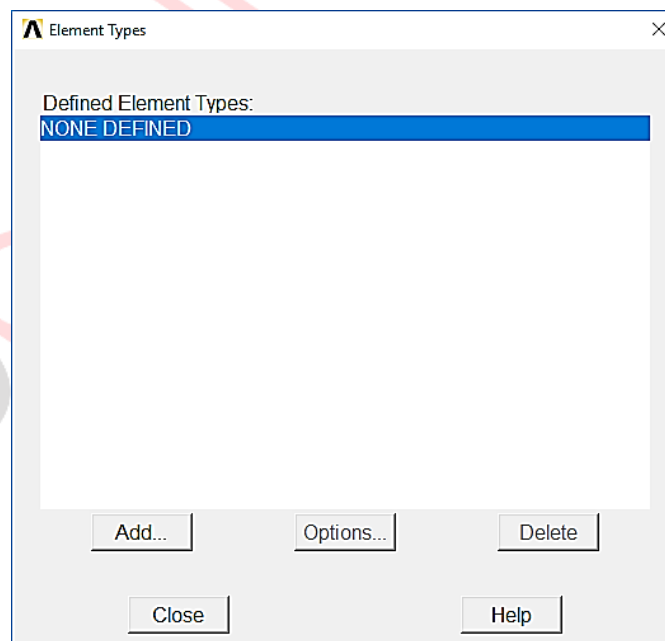 Element Types
Defined Element Types:
NONE DEFINED
Add... Options... Delete
Close Help